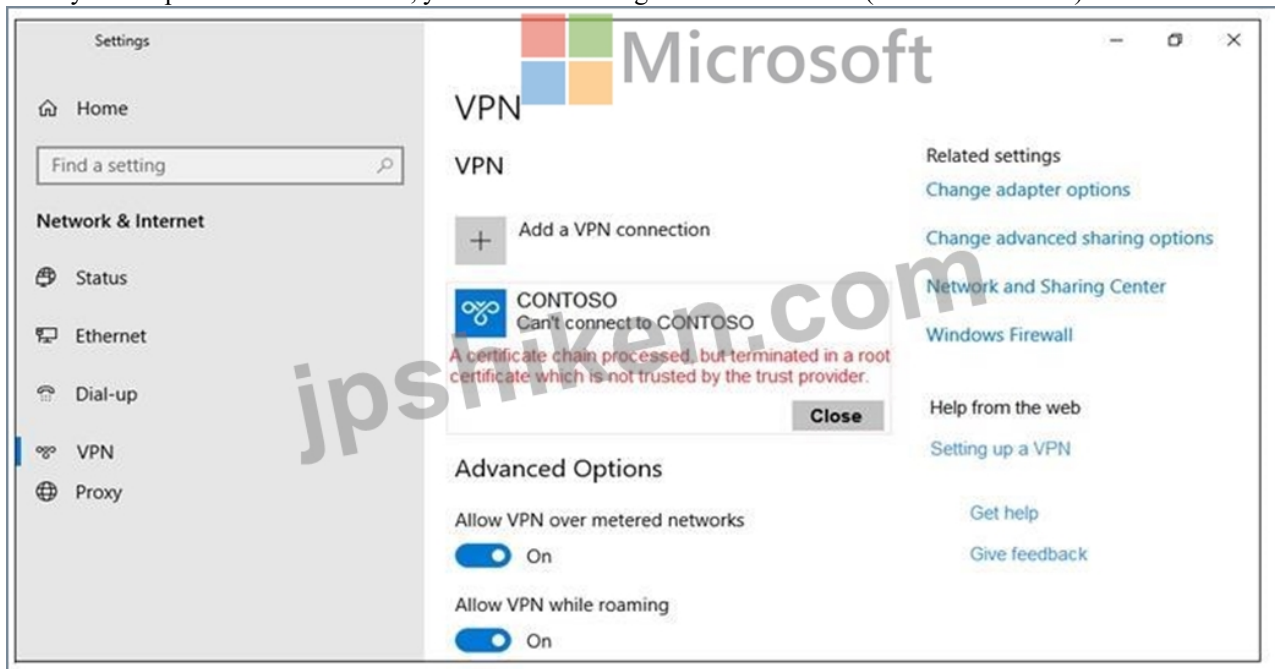 Settings
Microsoft
Home
Find a setting
Network & Internet
Status
Ethernet
Dial-up
VPN
Proxy
VPN
VPN
Add a VPN connection
CONTOSO
Can't connect to CONTOSO
A certificate chain processed, but terminated in a root
certificate which is not trusted by the trust provider.
Close
Advanced Options
Allow VPN over metered networks
On
Allow VPN while roaming
On
Related settings
Change adapter options
Change advanced sharing options
Network and Sharing Center
Windows Firewall
Help from the web
Setting up a VPN
Get help
Give feedback
jpshiken.com